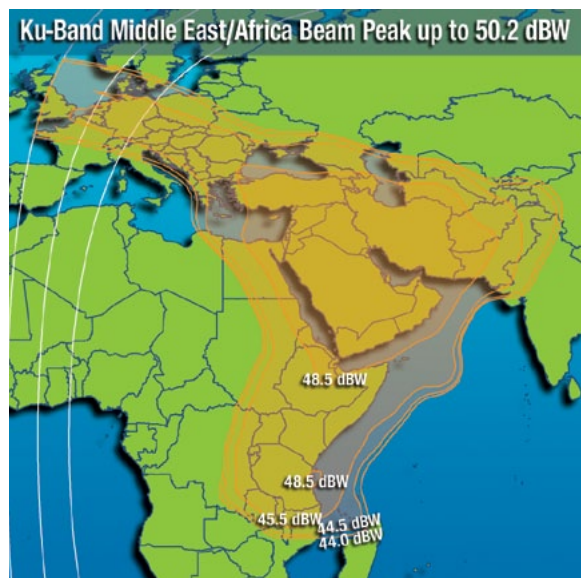 Ku-Band Middle East/Africa Beam Peak up to 50.2 dBW
48.5 dBW
48.5 dBW
45.5 dBW
44.5 dBW
44.0 dBW